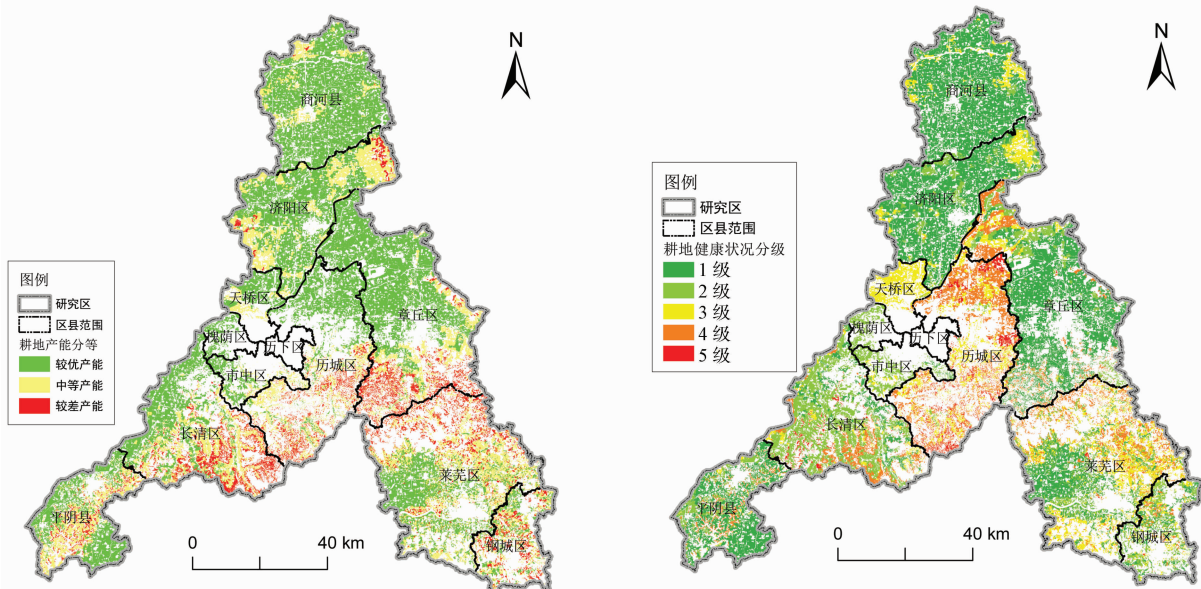 N
商河县
济阳区
天桥区
槐荫区
历下区
章丘区
历城区
市中区
长清区
莱芜区
平阴县
钢城区
图例
研究区
区县范围
耕地产能分等
较优产能
中等产能
较差产能
0 40 km
N
商河县
济阳区
天桥区
槐荫区
历下区
章丘区
历城区
市中区
长清区
莱芜区
平阴县
钢城区
图例
研究区
区县范围
耕地健康状况分级
1 级
2 级
3 级
4 级
5 级
0 40 km